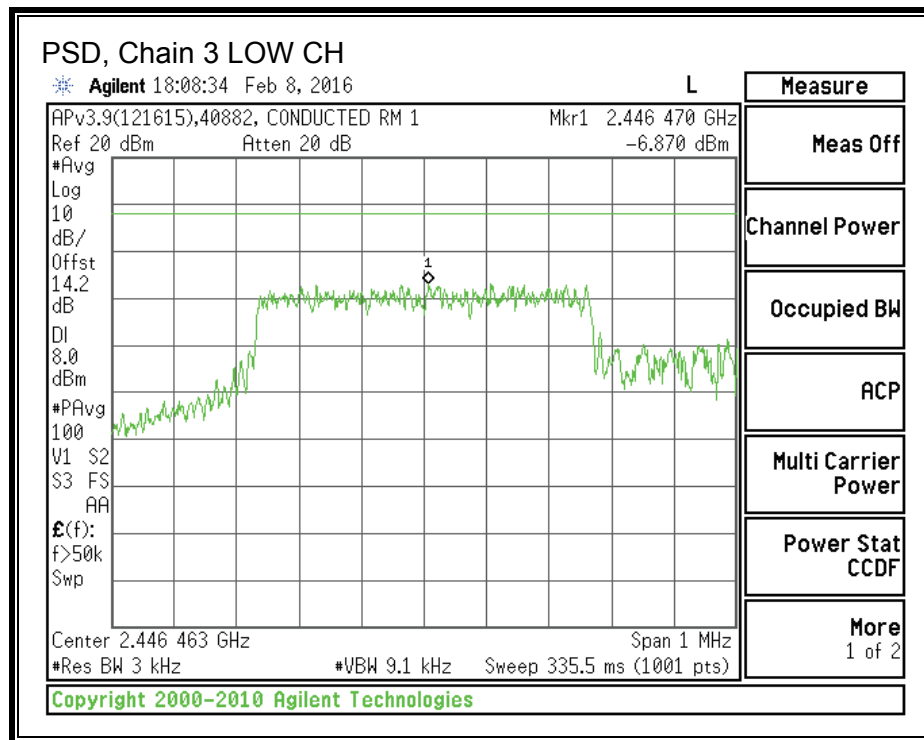 PSD, Chain 3 LOW CH
Agilent 18:08:34 Feb 8, 2016 L
Measure
APv3.9(121615),40882, CONDUCTED RM 1 Mkr1 2.446 470 GHz
Ref 20 dBm Atten 20 dB -6.870 dBm
#Avg
Log
10
dB/
Offst
14.2
dB
DI
8.0
dBm
#PAvg
100
V1 S2
S3 FS
AA
£(f):
f>50k
Swp
1
Center 2.446 463 GHz Span 1 MHz
#Res BW 3 kHz #VBW 9.1 kHz Sweep 335.5 ms (1001 pts)
Meas Off
Channel Power
Occupied BW
ACP
Multi Carrier
Power
Power Stat
CCDF
More
1 of 2
Copyright 2000-2010 Agilent Technologies